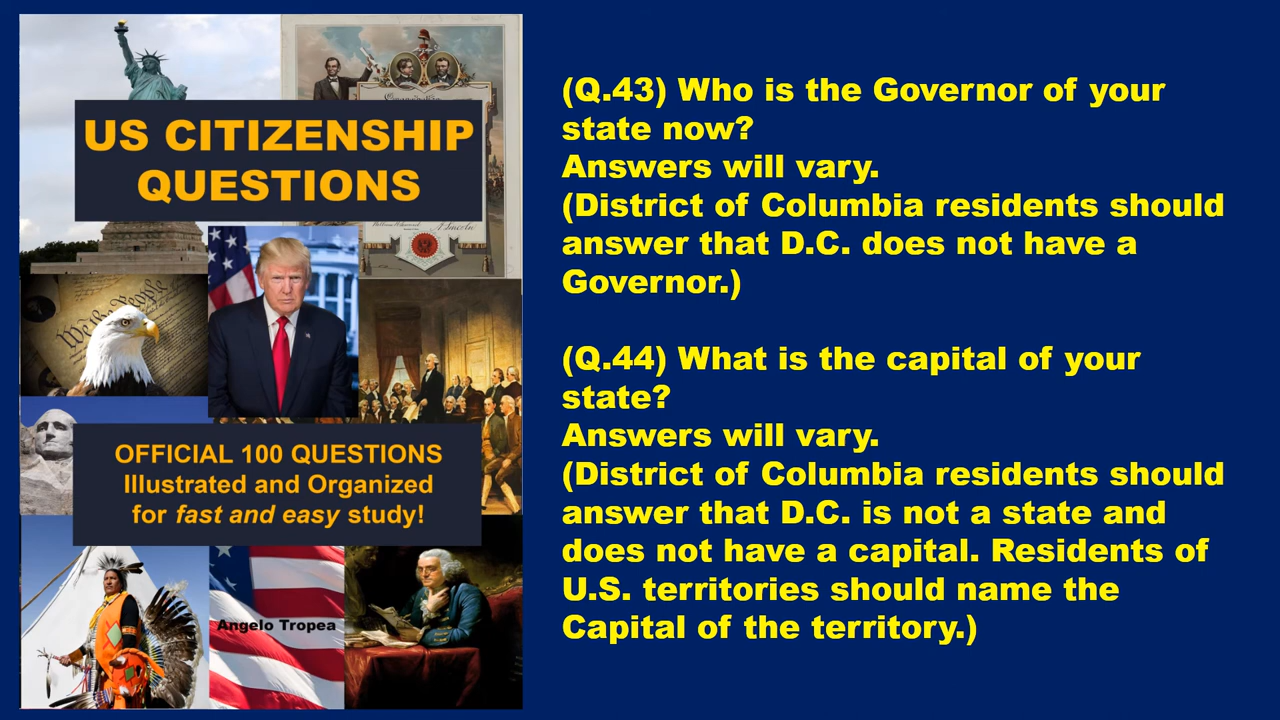 US CITIZENSHIP
QUESTIONS
OFFICIAL 100 QUESTIONS
Illustrated and Organized
for fast and easy study!
Angelo Tropea
(Q.43) Who is the Governor of your
state now?
Answers will vary.
(District of Columbia residents should
answer that D.C. does not have a
Governor.)
(Q.44) What is the capital of your
state?
Answers will vary.
(District of Columbia residents should
answer that D.C. is not a state and
does not have a capital. Residents of
U.S. territories should name the
Capital of the territory.)